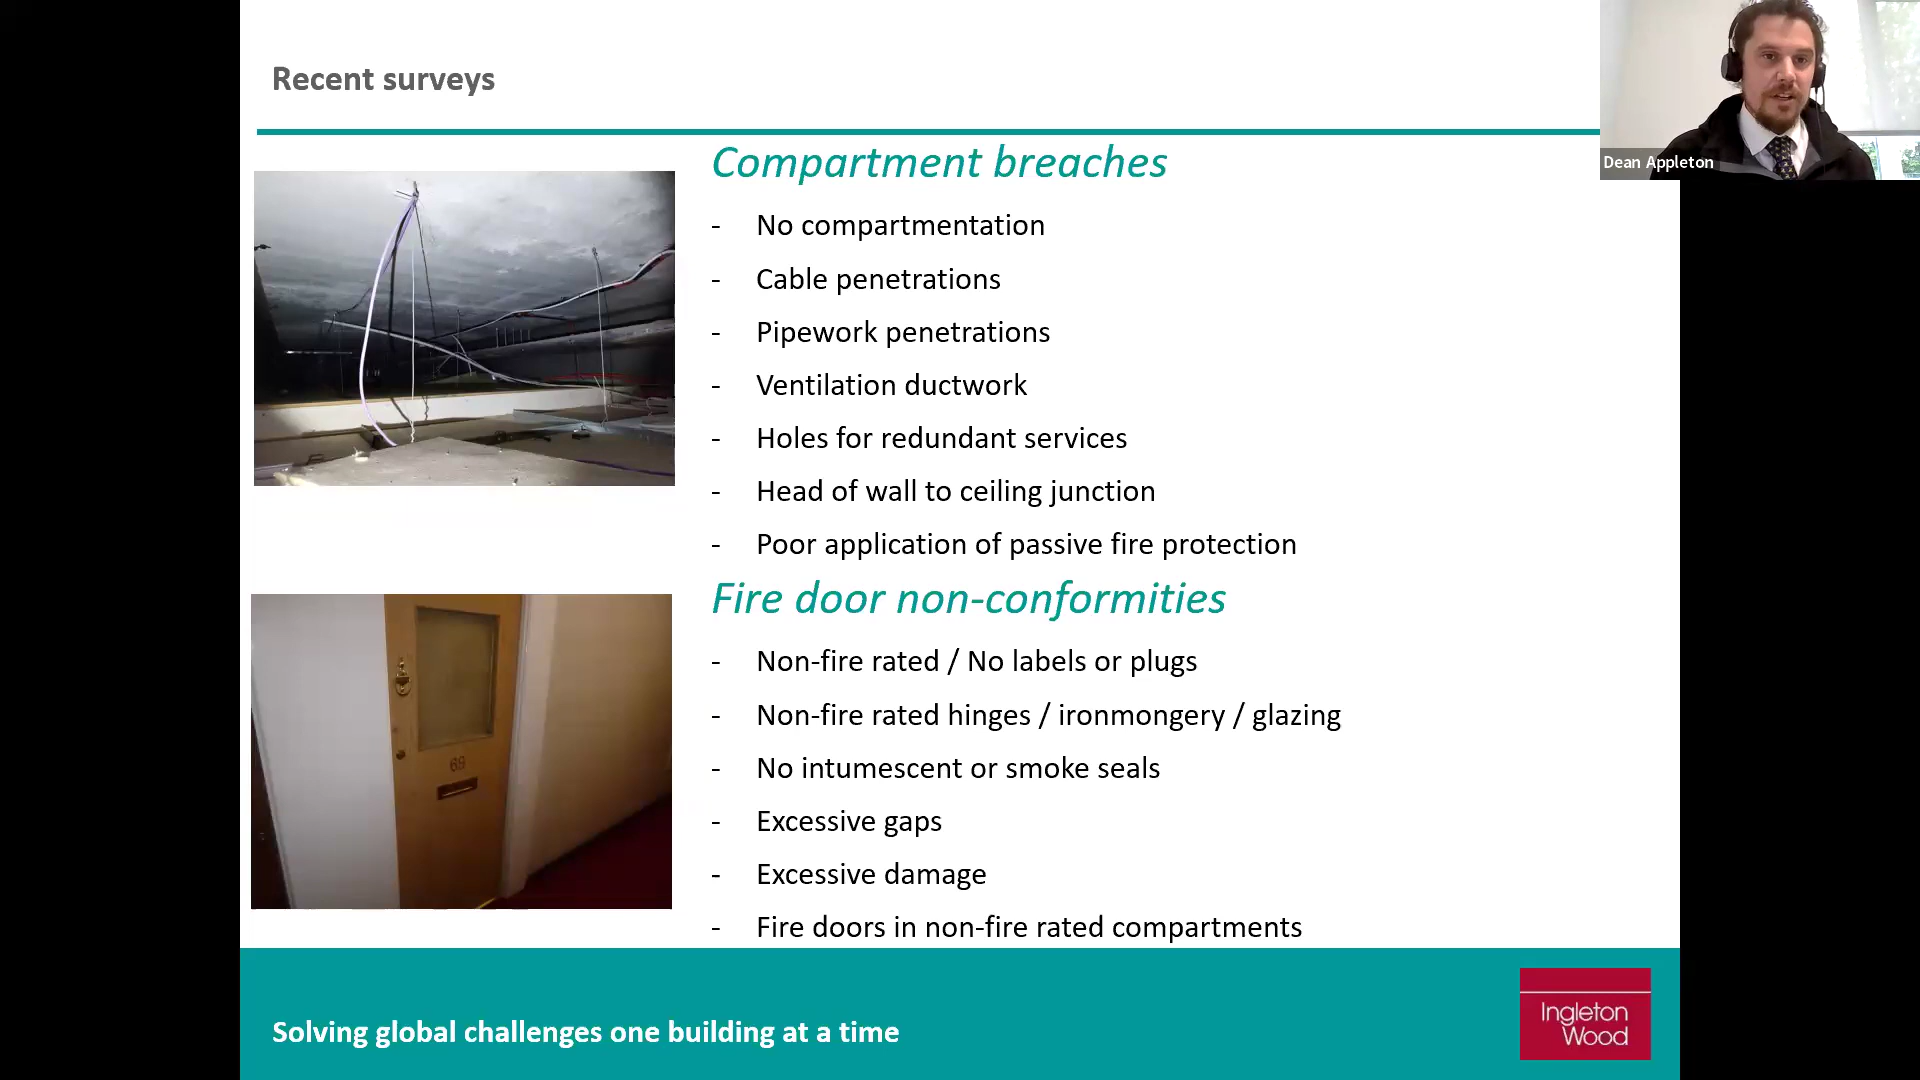 Recent surveys
Dean Appleton
Compartment breaches
- No compartmentation
- Cable penetrations
- Pipework penetrations
- Ventilation ductwork
- Holes for redundant services
- Head of wall to ceiling junction
- Poor application of passive fire protection
Fire door non-conformities
- Non-fire rated / No labels or plugs
- Non-fire rated hinges / ironmongery / glazing
- No intumescent or smoke seals
- Excessive gaps
- Excessive damage
- Fire doors in non-fire rated compartments
69
Solving global challenges one building at a time
Ingleton
Wood